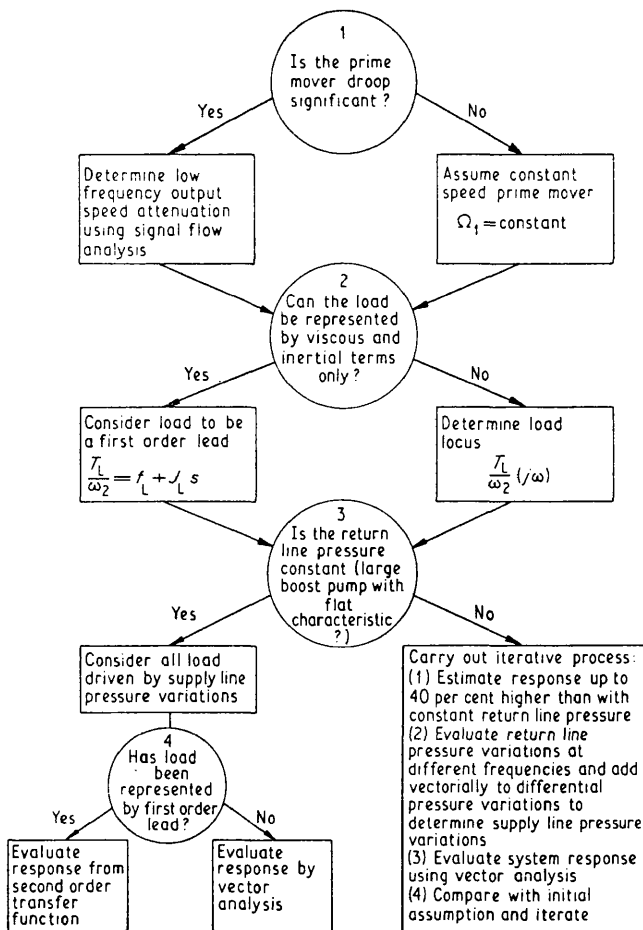 1
Is the prime
mover droop
significant ?
Yes
No
Determine low
frequency output
speed attenuation
using signal flow
analysis
Assume constant
speed prime mover
Ω₁ = constant
2
Can the load
be represented
by viscous and
inertial terms
only ?
Yes
No
Consider load to be
a first order lead
T_L/ω₂ = f_L + J_L s
Determine load
locus
T_L/ω₂ (jω)
3
Is the return
line pressure
constant (large
boost pump with
flat
characteristic
?)
Yes
No
Consider all load
driven by supply line
pressure variations
Carry out iterative process:
(1) Estimate response up to
40 per cent higher than with
constant return line pressure
(2) Evaluate return line
pressure variations at
different frequencies and add
vectorially to differential
pressure variations to
determine supply line pressure
variations
(3) Evaluate system response
using vector analysis
(4) Compare with initial
assumption and iterate
4
Has load
been
represented
by first order
lead ?
Yes
No
Evaluate
response from
second order
transfer
function
Evaluate
response by
vector
analysis